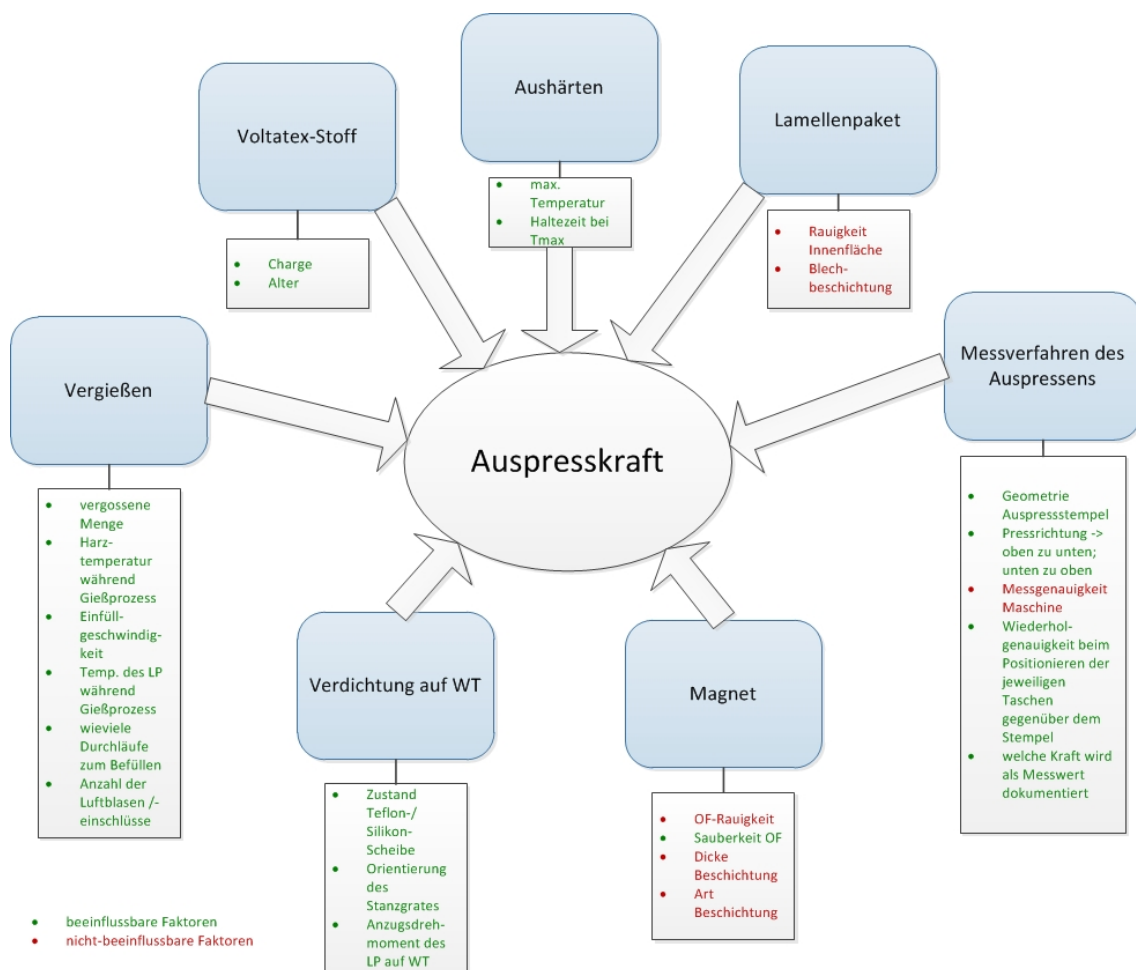 Aushärten
max.
Temperatur
Haltezeit bei
Tmax
Voltatex-Stoff
Charge
Alter
Lamellenpaket
Rauigkeit
Innenfläche
Blech-
beschichtung
Vergießen
vergossene
Menge
Harz-
temperatur
während
Gießprozess
Einfüll-
geschwindig-
keit
Temp. des LP
während
Gießprozess
wieviele
Durchläufe
zum Befüllen
Anzahl der
Luftblasen /-
einschlüsse
Messverfahren des
Auspressens
Geometrie
Auspressstempel
Pressrichtung ->
oben zu unten;
unten zu oben
Messgenauigkeit
Maschine
Wiederhol-
genauigkeit beim
Positionieren der
jeweiligen
Taschen
gegenüber dem
Stempel
welche Kraft wird
als Messwert
dokumentiert
Auspresskraft
Verdichtung auf WT
Zustand
Teflon-/
Silikon-
Scheibe
Orientierung
des
Stanzgrates
Anzugsdreh-
moment des
LP auf WT
Magnet
OF-Rauigkeit
Sauberkeit OF
Dicke
Beschichtung
Art
Beschichtung
beeinflussbare Faktoren
nicht-beeinflussbare Faktoren